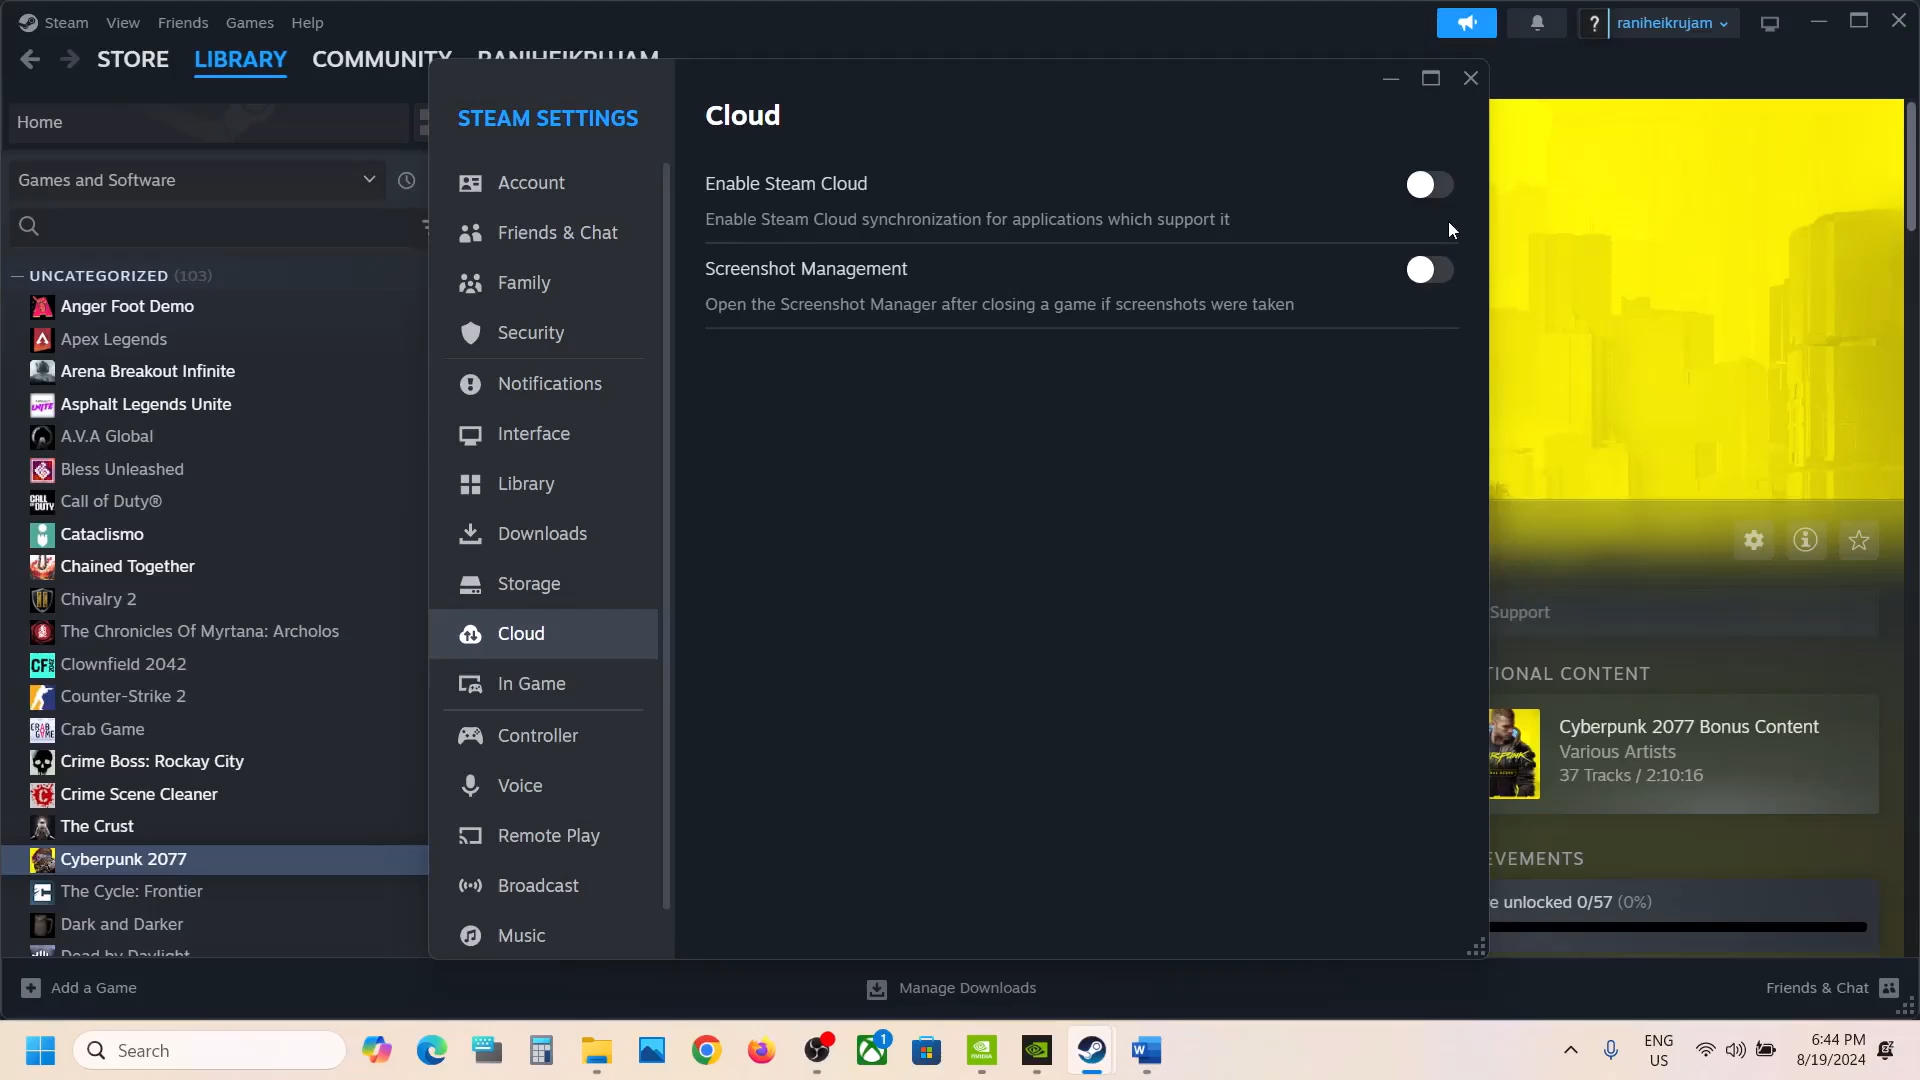 Steam View Friends Games Help
? raniheikrujam
STORE LIBRARY COMMUNITY RANIHEIKRUJAM
Home
Games and Software
UNCATEGORIZED (103)
Anger Foot Demo
Apex Legends
Arena Breakout Infinite
Asphalt Legends Unite
A.V.A Global
Bless Unleashed
Call of Duty®
Cataclismo
Chained Together
Chivalry 2
The Chronicles Of Myrtana: Archolos
Clownfield 2042
Counter-Strike 2
Crab Game
Crime Boss: Rockay City
Crime Scene Cleaner
The Crust
Cyberpunk 2077
The Cycle: Frontier
Dark and Darker
Dead by Daylight
STEAM SETTINGS
Account
Friends & Chat
Family
Security
Notifications
Interface
Library
Downloads
Storage
Cloud
In Game
Controller
Voice
Remote Play
Broadcast
Music
Cloud
Enable Steam Cloud
Enable Steam Cloud synchronization for applications which support it
Screenshot Management
Open the Screenshot Manager after closing a game if screenshots were taken
Support
TIONAL CONTENT
Cyberpunk 2077 Bonus Content
Various Artists
37 Tracks / 2:10:16
EVEMENTS
e unlocked 0/57 (0%)
Add a Game
Manage Downloads
Friends & Chat
Search
1
ENG
US
6:44 PM
8/19/2024